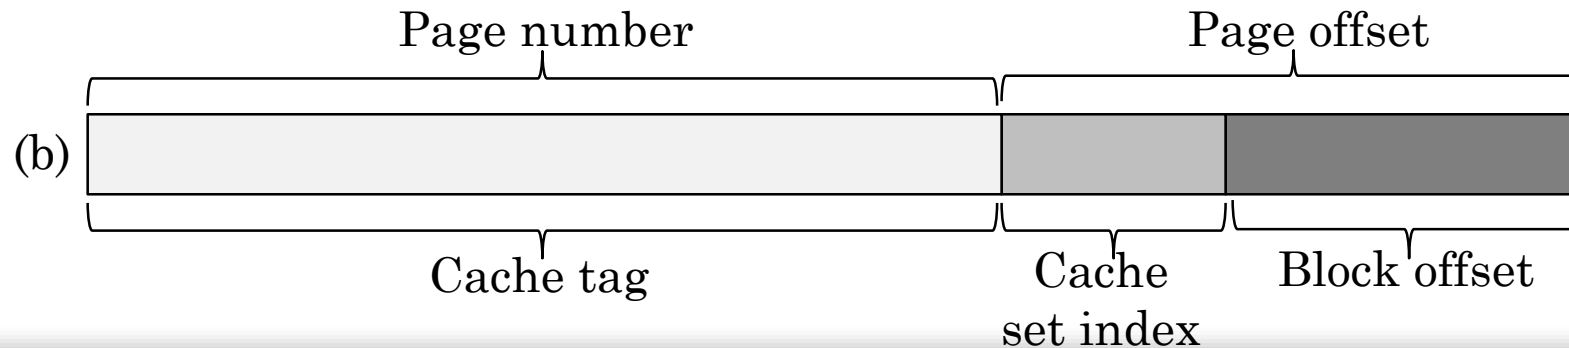 Page number
Page offset
(b)
Cache tag
Cache
set index
Block offset